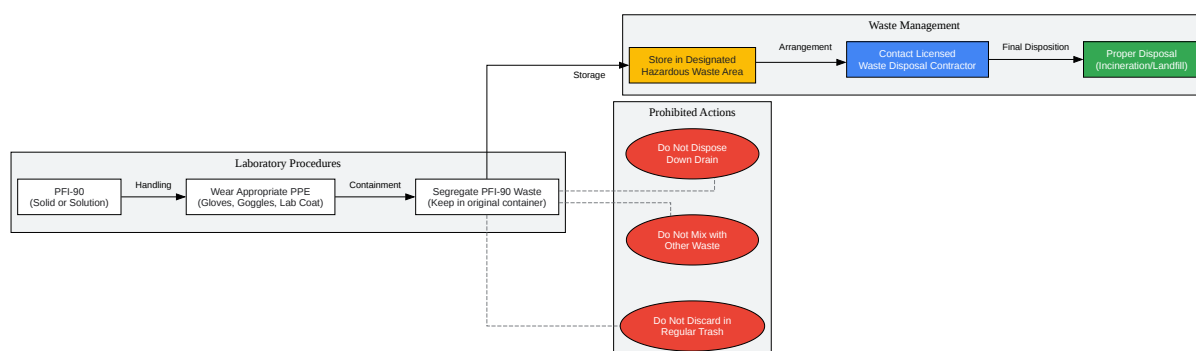 Waste Management
Store in Designated
Hazardous Waste Area
Arrangement
Contact Licensed
Waste Disposal Contractor
Final Disposition
Proper Disposal
(Incineration/Landfill)
Storage
Prohibited Actions
Do Not Dispose
Down Drain
Do Not Mix with
Other Waste
Do Not Discard in
Regular Trash
Laboratory Procedures
PFI-90
(Solid or Solution)
Handling
Wear Appropriate PPE
(Gloves, Goggles, Lab Coat)
Containment
Segregate PFI-90 Waste
(Keep in original container)